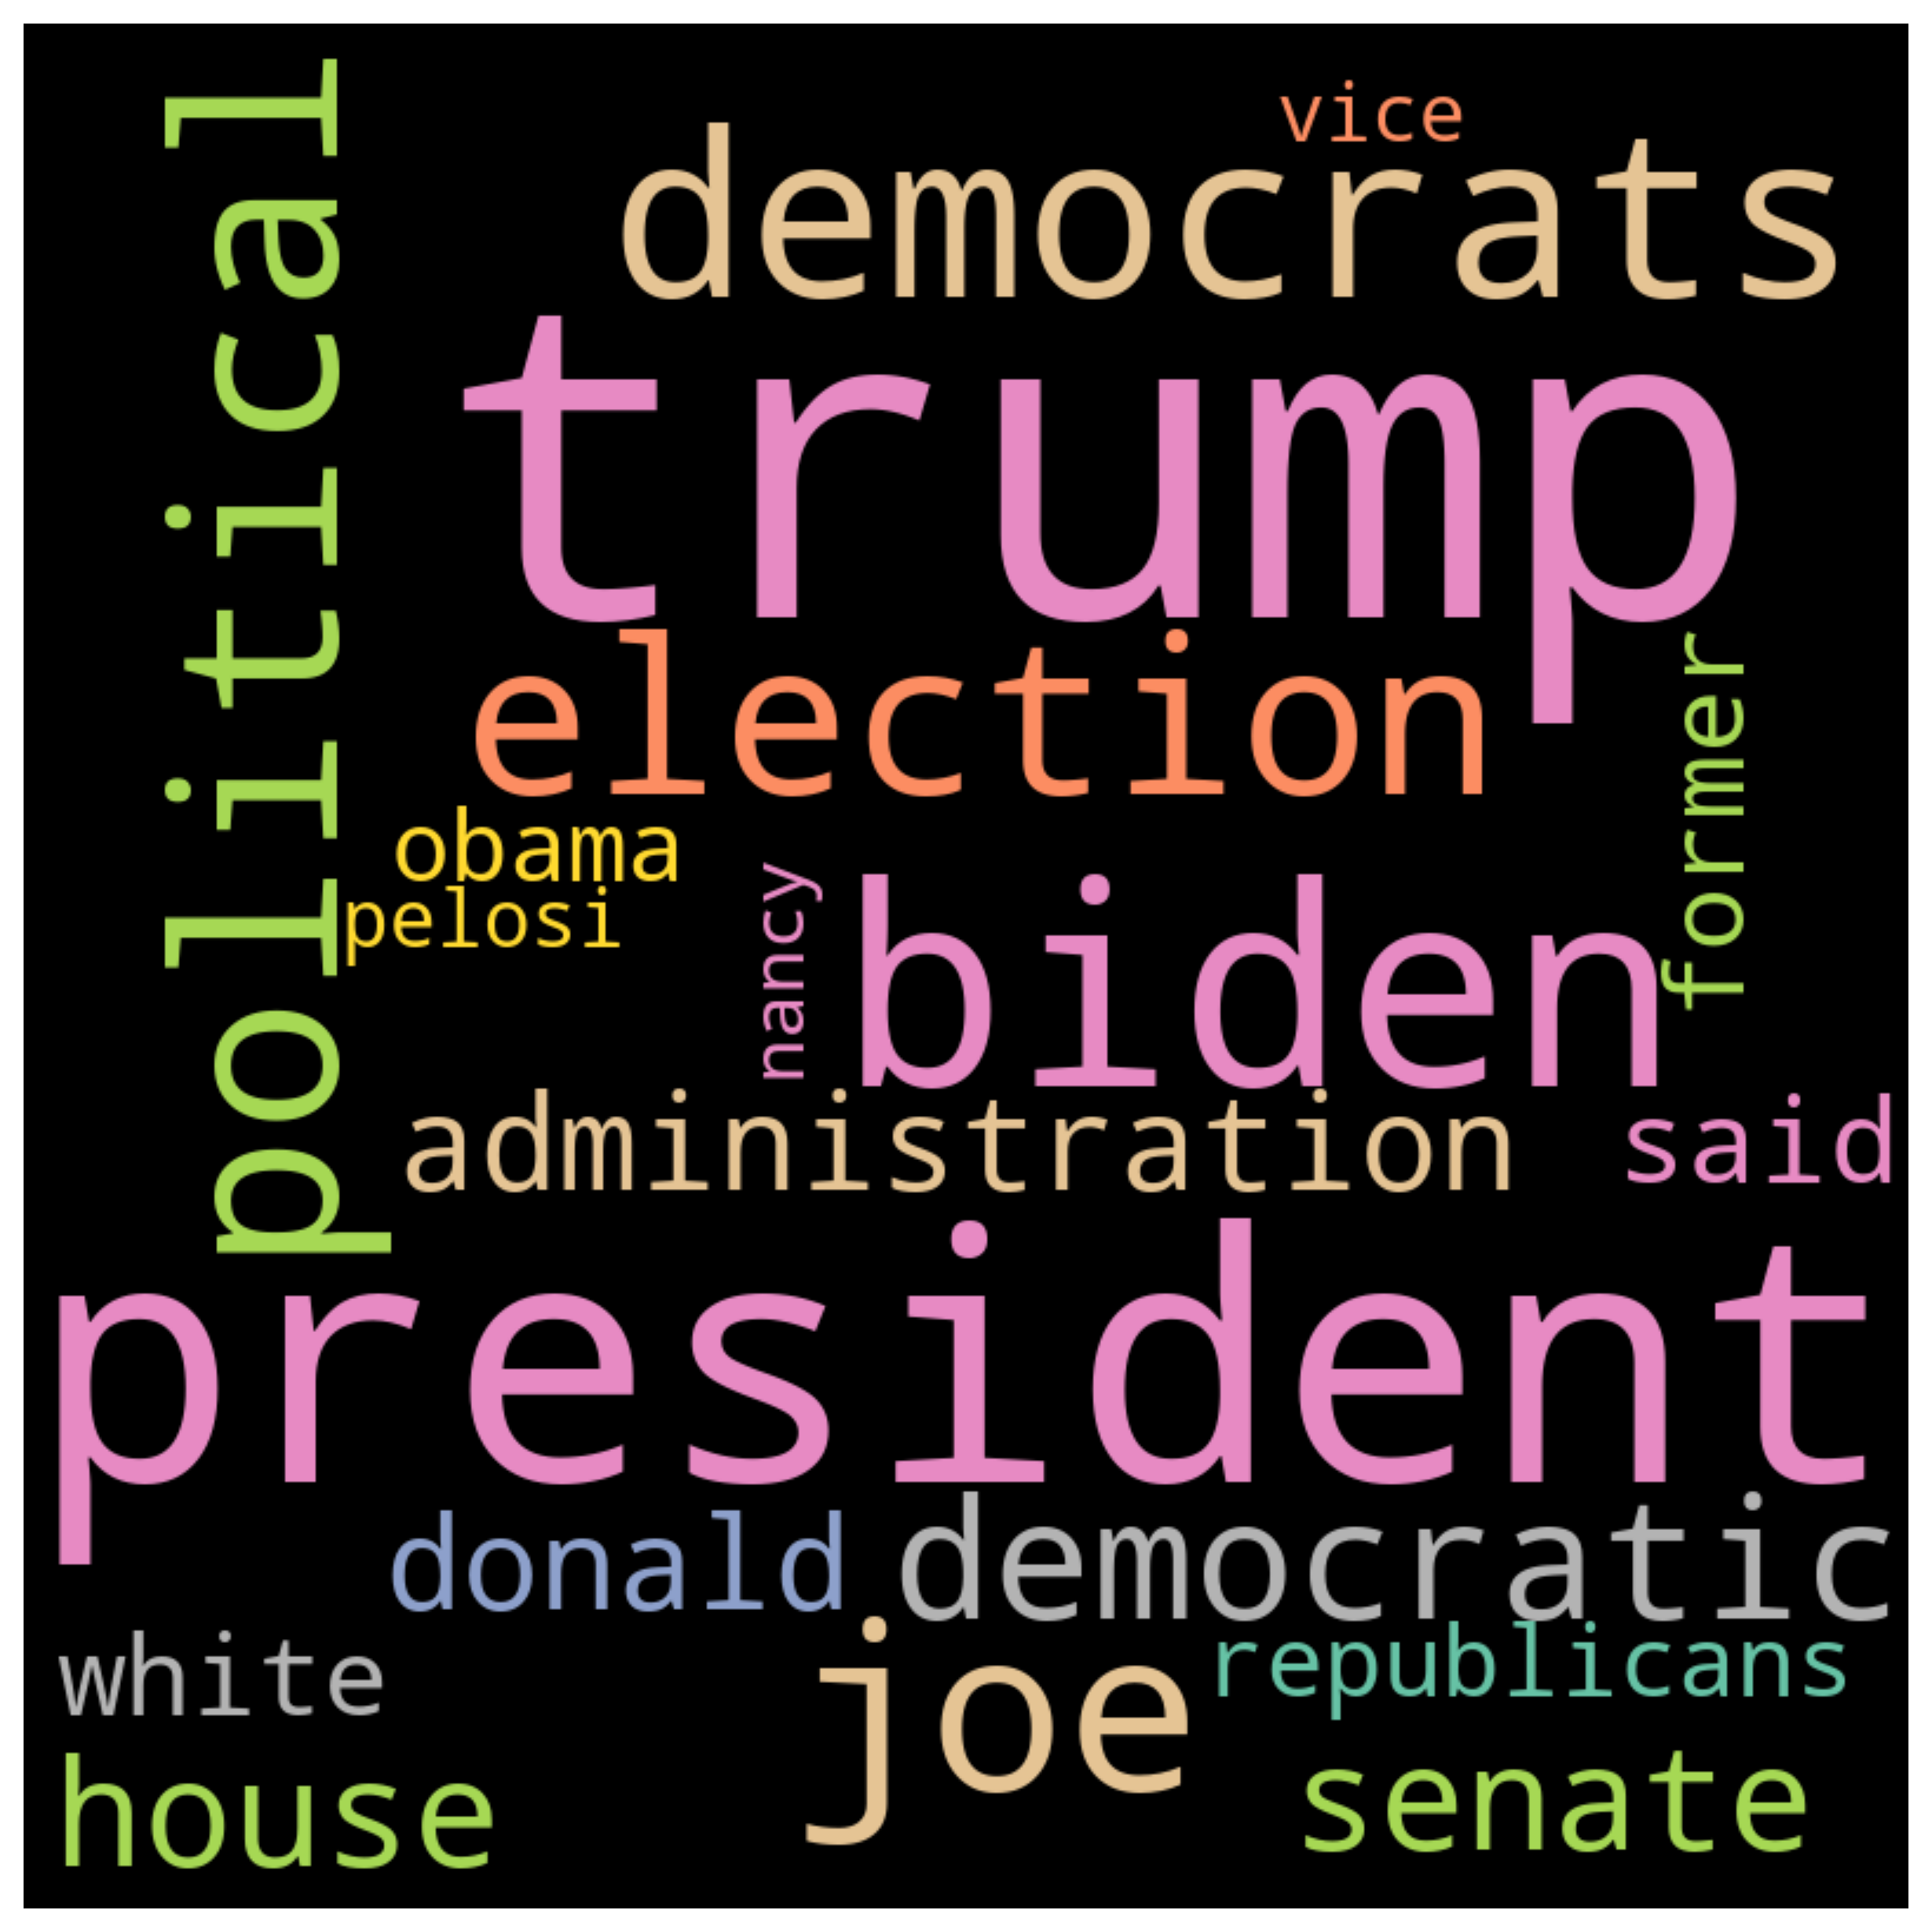 political
vice
democrats
trump
election
former
obama
pelosi
nancy
biden
administration
said
president
donald
democratic
white
joe
republicans
house
senate